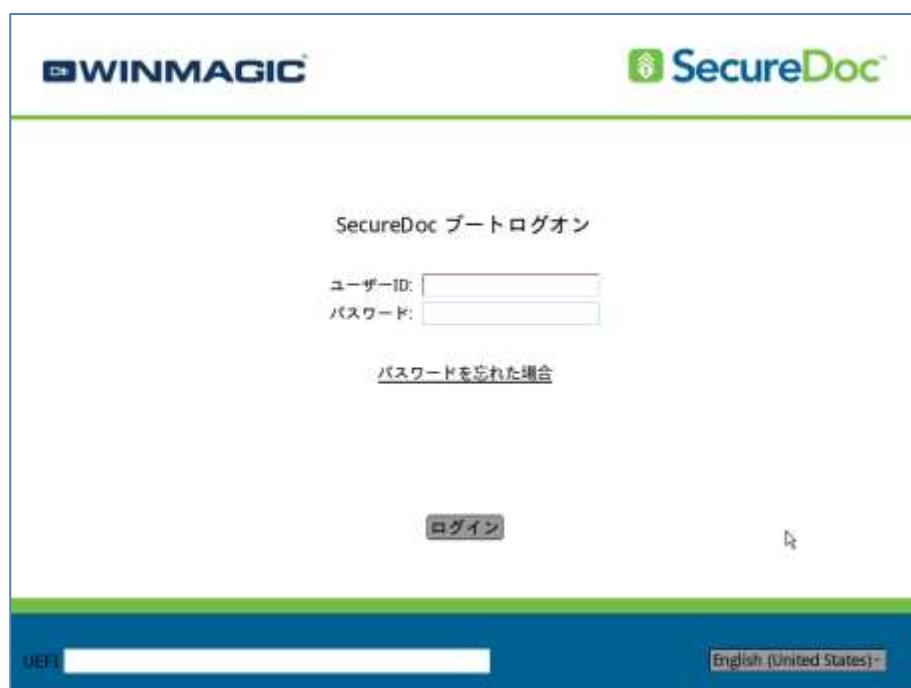 WINMAGIC
SecureDoc™
SecureDoc ブートログオン
ユーザーID:
パスワード:
パスワードを忘れた場合
ログイン
UEFI
English (United States)